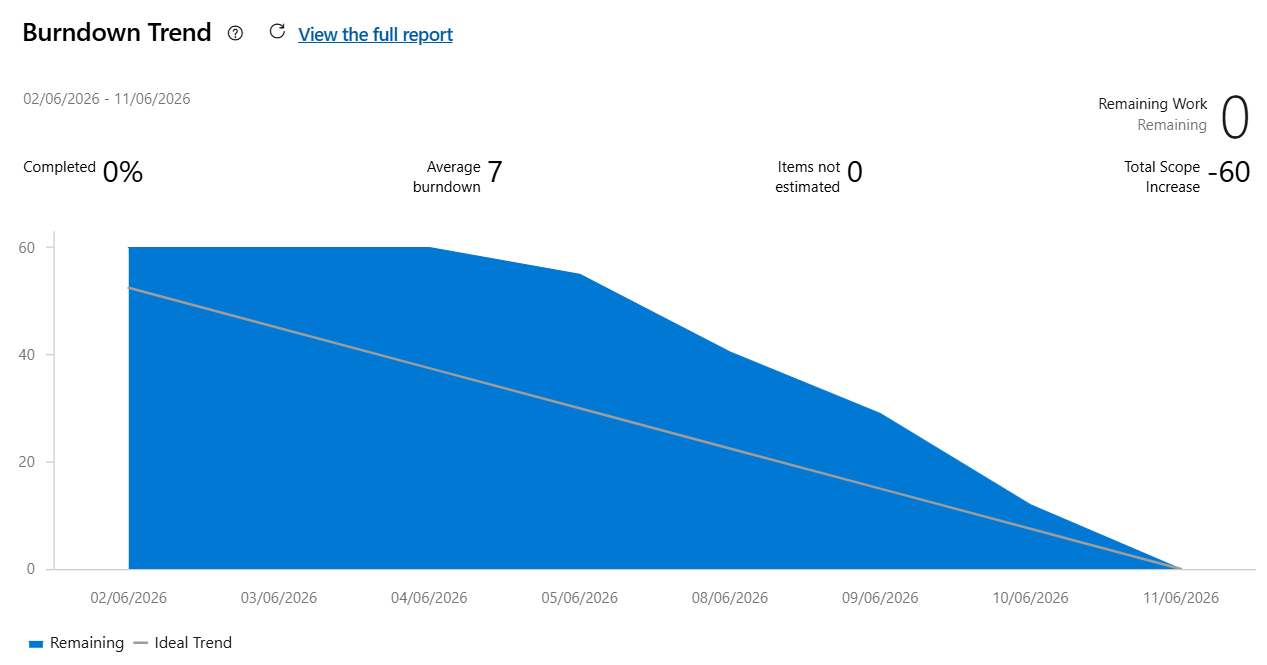 Burndown Trend View the full report
02/06/2026 - 11/06/2026
Remaining Work 0
Remaining
Completed 0%
Average burndown 7
Items not estimated 0
Total Scope Increase -60
60
40
20
0
02/06/2026 03/06/2026 04/06/2026 05/06/2026 08/06/2026 09/06/2026 10/06/2026 11/06/2026
Remaining Ideal Trend